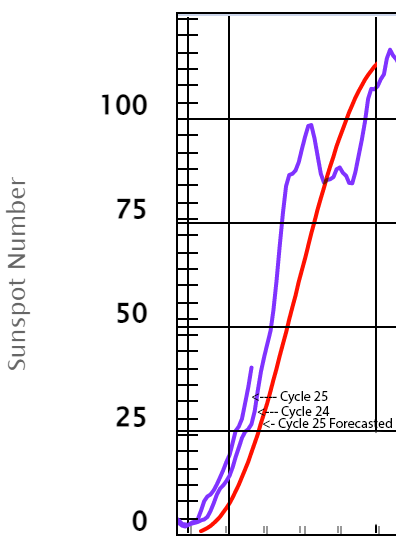 Sunspot Number
100
75
50
25
0
<---- Cycle 25
<--- Cycle 24
<- Cycle 25 Forecasted